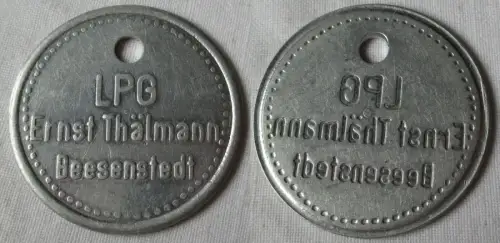 LPG
Ernst Thälmann
Beesenstedt
LPG
Ernst Thälmann
Beesenstedt